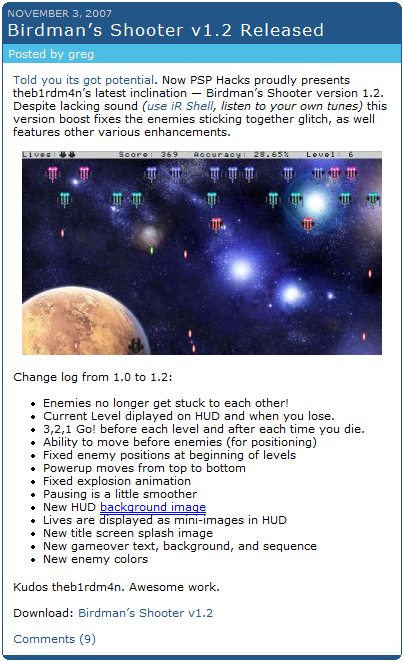 NOVEMBER 3, 2007
Birdman's Shooter v1.2 Released
Posted by greg
Told you its got potential. Now PSP Hacks proudly presents
theb1rdm4n's latest inclination — Birdman's Shooter version 1.2.
Despite lacking sound (use iR Shell, listen to your own tunes) this
version boost fixes the enemies sticking together glitch, as well
features other various enhancements.
Lives: Score: 369 Accuracy: 28.65% Level: 6
Change log from 1.0 to 1.2:
• Enemies no longer get stuck to each other!
• Current Level diplayed on HUD and when you lose.
• 3,2,1 Go! before each level and after each time you die.
• Ability to move before enemies (for positioning)
• Fixed enemy positions at beginning of levels
• Powerup moves from top to bottom
• Fixed explosion animation
• Pausing is a little smoother
• New HUD background image
• Lives are displayed as mini-images in HUD
• New title screen splash image
• New gameover text, background, and sequence
• New enemy colors
Kudos theb1rdm4n. Awesome work.
Download: Birdman's Shooter v1.2
Comments (9)